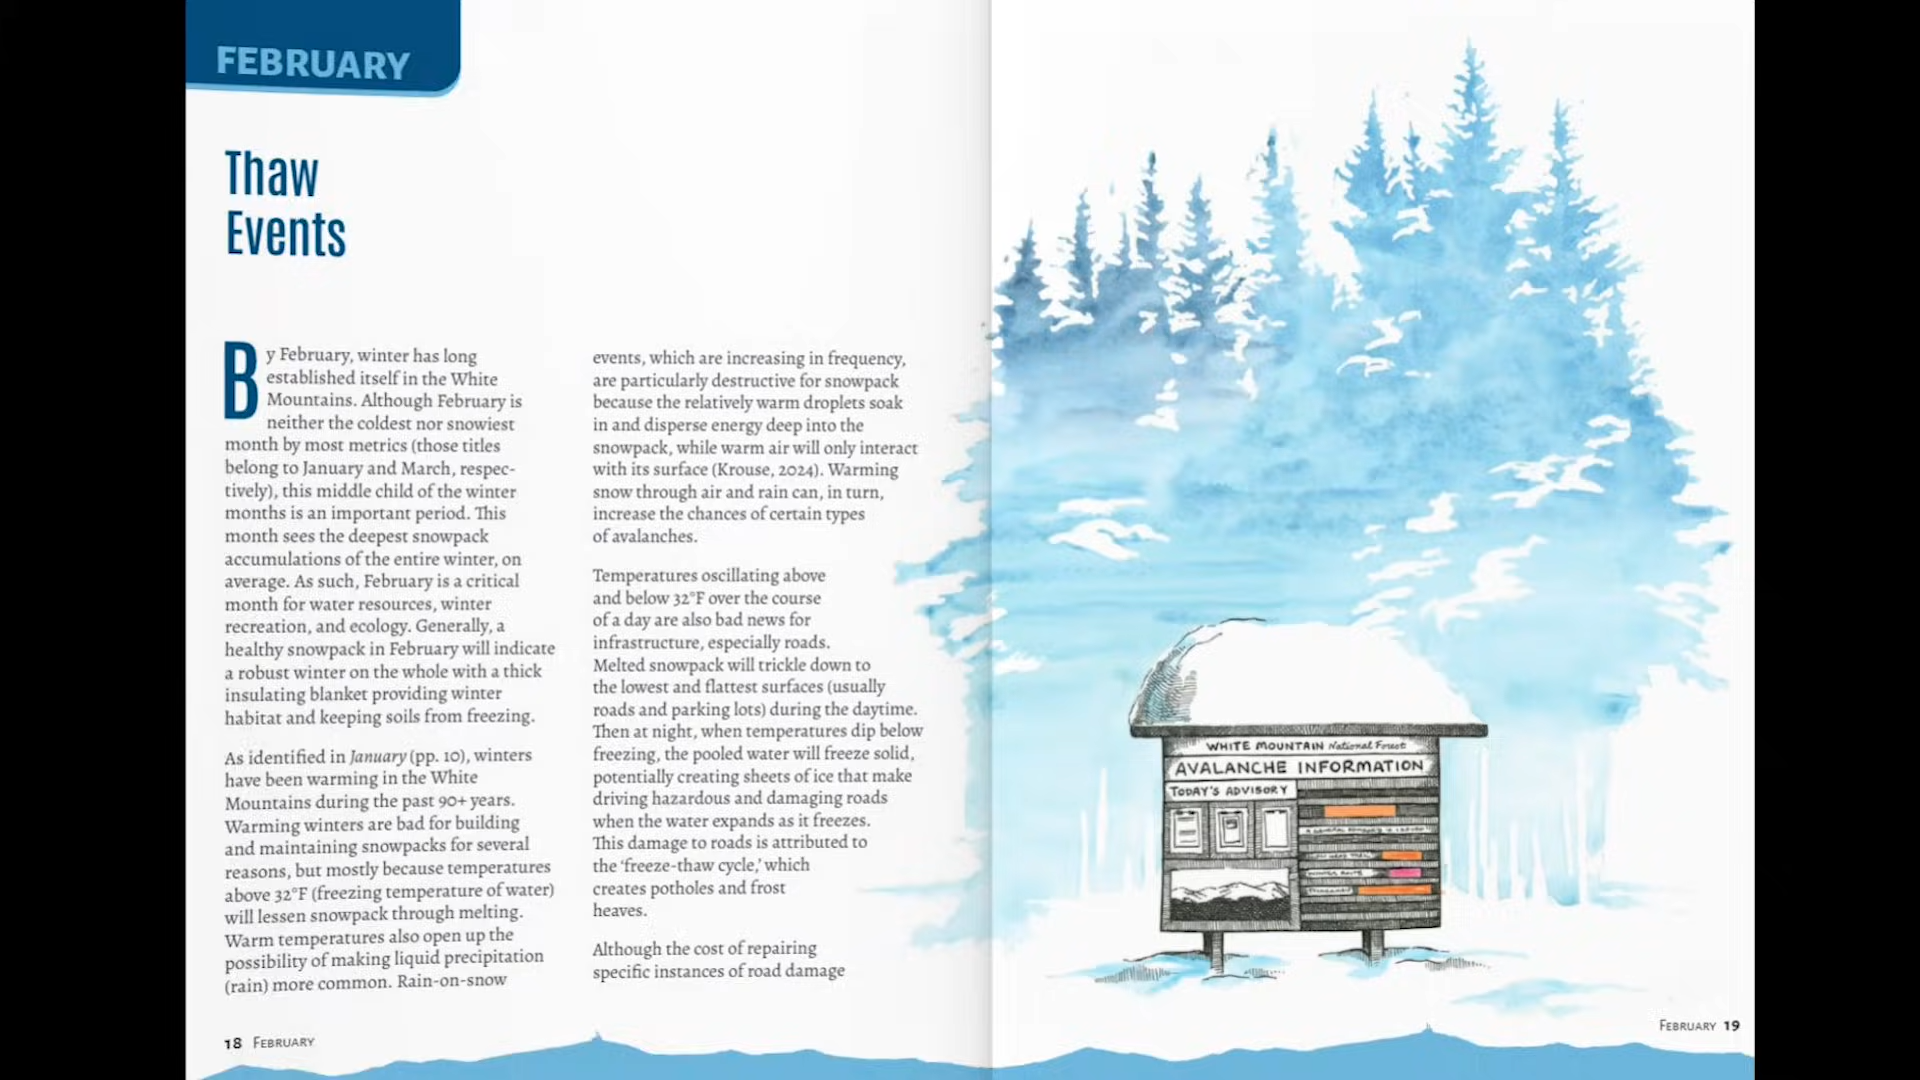 FEBRUARY
Thaw
Events
By February, winter has long
established itself in the White
Mountains. Although February is
neither the coldest nor snowiest
month by most metrics (those titles
belong to January and March, respec-
tively), this middle child of the winter
months is an important period. This
month sees the deepest snowpack
accumulations of the entire winter, on
average. As such, February is a critical
month for water resources, winter
recreation, and ecology. Generally, a
healthy snowpack in February will indicate
a robust winter on the whole with a thick
insulating blanket providing winter
habitat and keeping soils from freezing.
As identified in January (pp. 10), winters
have been warming in the White
Mountains during the past 90+ years.
Warming winters are bad for building
and maintaining snowpacks for several
reasons, but mostly because temperatures
above 32°F (freezing temperature of water)
will lessen snowpack through melting.
Warm temperatures also open up the
possibility of making liquid precipitation
(rain) more common. Rain-on-snow
events, which are increasing in frequency,
are particularly destructive for snowpack
because the relatively warm droplets soak
in and disperse energy deep into the
snowpack, while warm air will only interact
with its surface (Krouse, 2024). Warming
snow through air and rain can, in turn,
increase the chances of certain types
of avalanches.
Temperatures oscillating above
and below 32°F over the course
of a day are also bad news for
infrastructure, especially roads.
Melted snowpack will trickle down to
the lowest and flattest surfaces (usually
roads and parking lots) during the daytime.
Then at night, when temperatures dip below
freezing, the pooled water will freeze solid,
potentially creating sheets of ice that make
driving hazardous and damaging roads
when the water expands as it freezes.
This damage to roads is attributed to
the ‘freeze-thaw cycle,’ which
creates potholes and frost
heaves.
Although the cost of repairing
specific instances of road damage
18 FEBRUARY
WHITE MOUNTAIN National Forest
AVALANCHE INFORMATION
TODAY'S ADVISORY
FEBRUARY 19